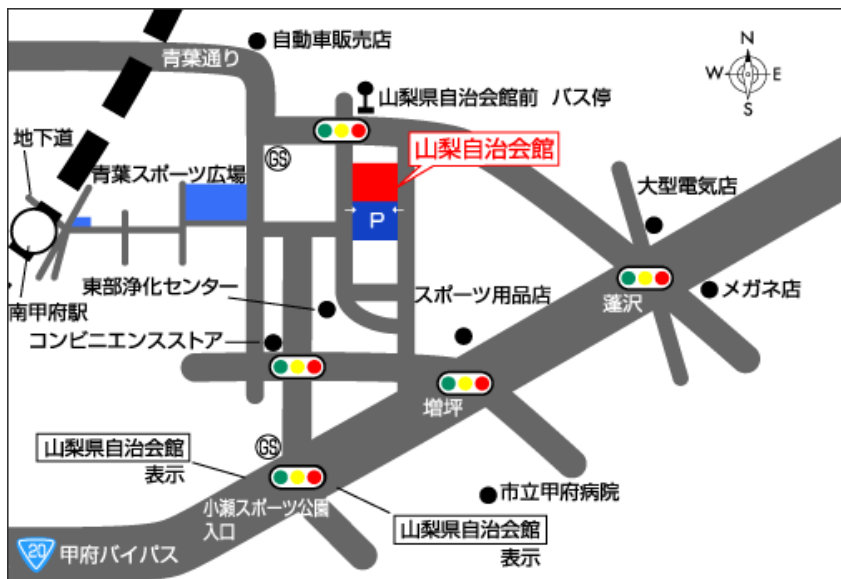 自動車販売店
青葉通り
N
W
E
S
山梨県自治会館前 バス停
地下道
GS
山梨自治会館
青葉スポーツ広場
大型電気店
P
東部浄化センター
スポーツ用品店
メガネ店
南甲府駅
蓬沢
コンビニエンスストア
増坪
GS
山梨県自治会館
表示
市立甲府病院
小瀬スポーツ公園
入口
山梨県自治会館
表示
20
甲府バイパス